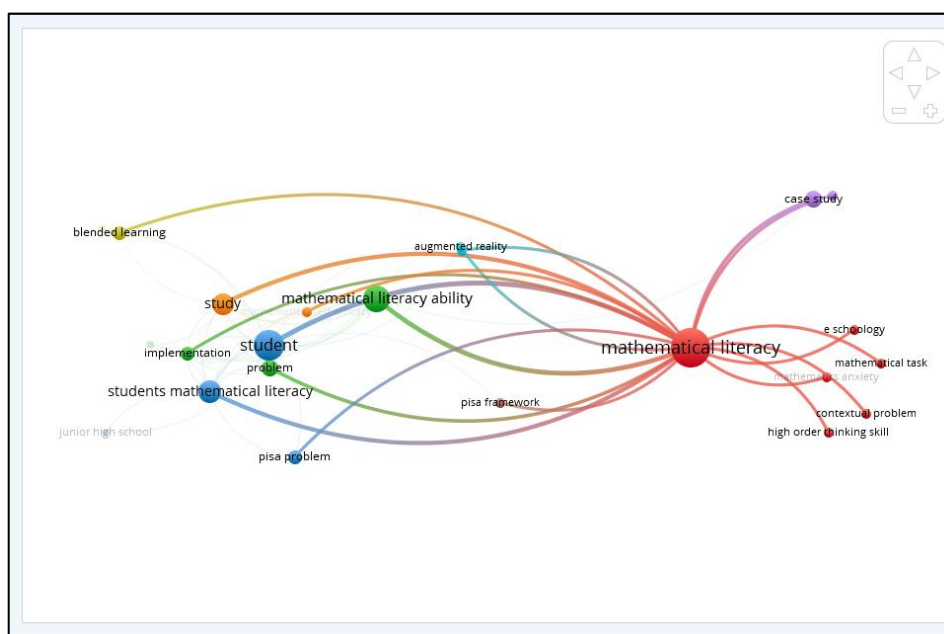 case study
blended learning
augmented reality
mathematical literacy ability
study
e schoology
student
mathematical literacy
implementation
mathematical task
problem
mathematics anxiety
students mathematical literacy
pisa framework
contextual problem
junior high school
high order thinking skill
pisa problem